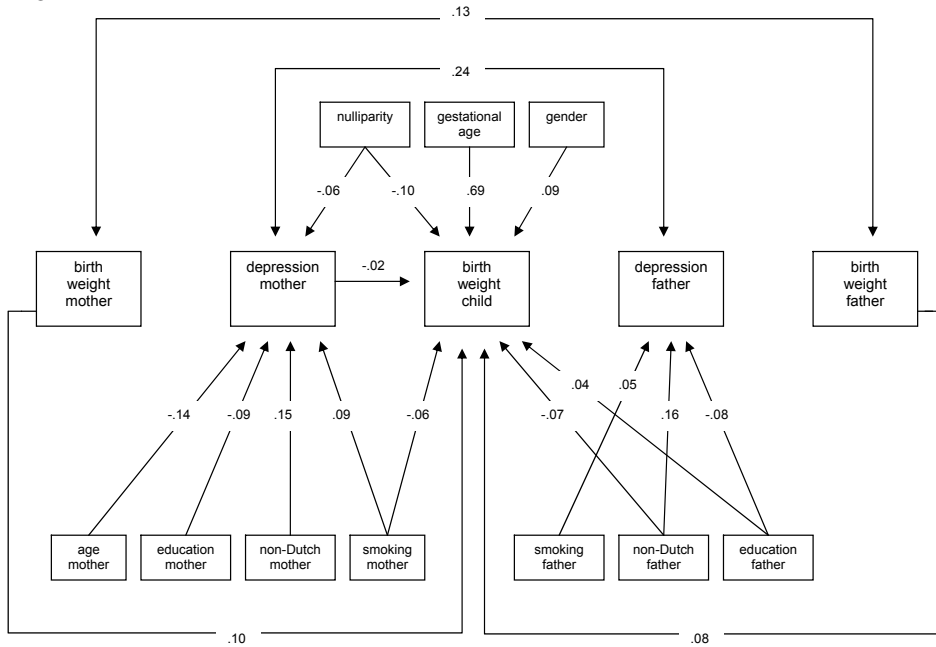 .13
.24
nulliparity
gestational
age
gender
-.06
-.10
.69
.09
birth
weight
mother
depression
mother
-.02
birth
weight
child
depression
father
birth
weight
father
-.14
-.09
.15
.09
-.06
-.07
.04
.05
.16
-.08
age
mother
education
mother
non-Dutch
mother
smoking
mother
smoking
father
non-Dutch
father
education
father
.10
.08